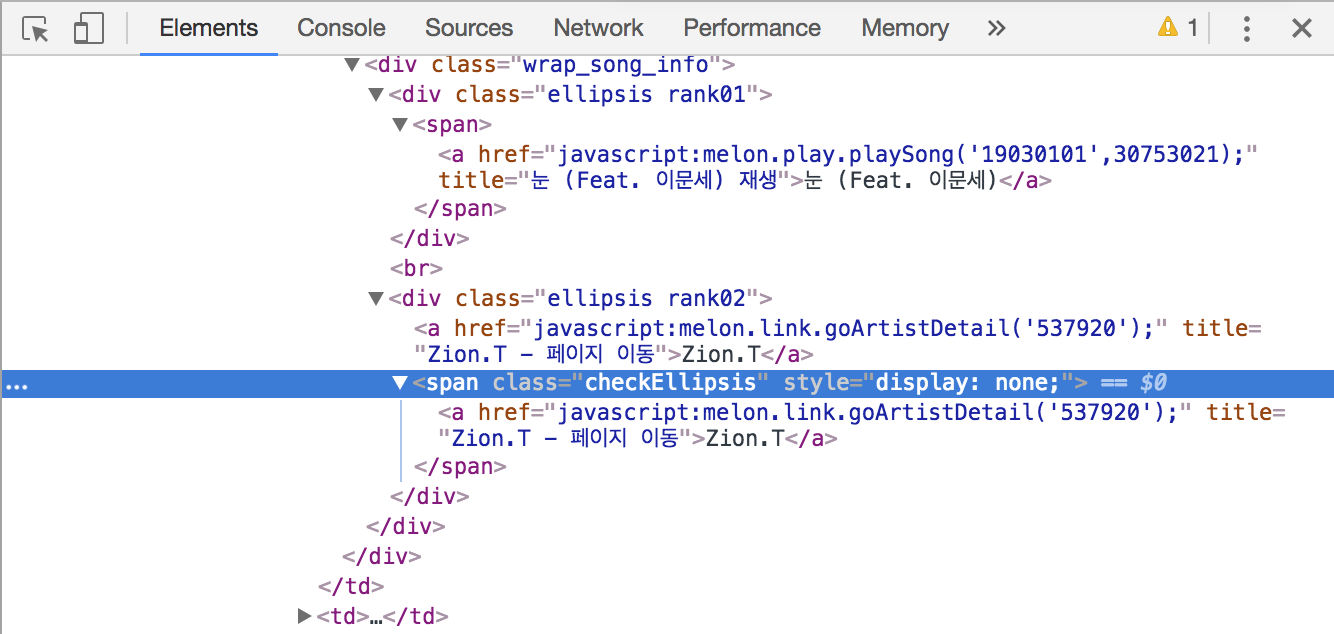 Elements Console Sources Network Performance Memory » 1
<div class="wrap_song_info">
<div class="ellipsis rank01">
<span>
<a href="javascript:melon.play.playSong('19030101',30753021);"
title="눈 (Feat. 이문세) 재생">눈 (Feat. 이문세)</a>
</span>
</div>
<br>
<div class="ellipsis rank02">
<a href="javascript:melon.link.goArtistDetail('537920');" title=
"Zion.T - 페이지 이동">Zion.T</a>
… <span class="checkEllipsis" style="display: none;"> == $0
<a href="javascript:melon.link.goArtistDetail('537920');" title=
"Zion.T - 페이지 이동">Zion.T</a>
</span>
</div>
</div>
</div>
</td>
<td>…</td>